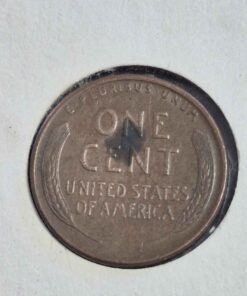 E·PLURIBUS·UNUM
ONE
CENT
UNITED STATES
OF AMERICA